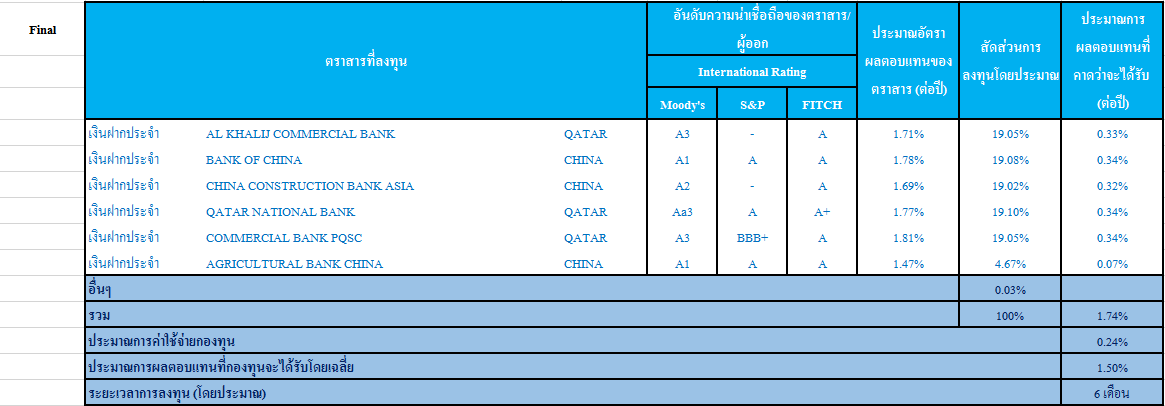 Final
ตราสารที่ลงทุน
อันดับความน่าเชื่อถือของตราสาร/
ผู้ออก
International Rating
Moody's S&P FITCH
ประมาณอัตรา
ผลตอบแทนของ
ตราสาร (ต่อปี)
สัดส่วนการ
ลงทุนโดยประมาณ
ประมาณการ
ผลตอบแทนที่
คาดว่าจะได้รับ
(ต่อปี)
เงินฝากประจำ AL KHALIJ COMMERCIAL BANK QATAR A3 - A 1.71% 19.05% 0.33%
เงินฝากประจำ BANK OF CHINA CHINA A1 A A 1.78% 19.08% 0.34%
เงินฝากประจำ CHINA CONSTRUCTION BANK ASIA CHINA A2 - A 1.69% 19.02% 0.32%
เงินฝากประจำ QATAR NATIONAL BANK QATAR Aa3 A A+ 1.77% 19.10% 0.34%
เงินฝากประจำ COMMERCIAL BANK PQSC QATAR A3 BBB+ A 1.81% 19.05% 0.34%
เงินฝากประจำ AGRICULTURAL BANK CHINA CHINA A1 A A 1.47% 4.67% 0.07%
อื่นๆ 0.03%
รวม 100% 1.74%
ประมาณการค่าใช้จ่ายกองทุน 0.24%
ประมาณการผลตอบแทนที่กองทุนจะได้รับโดยเฉลี่ย 1.50%
ระยะเวลาการลงทุน (โดยประมาณ) 6 เดือน